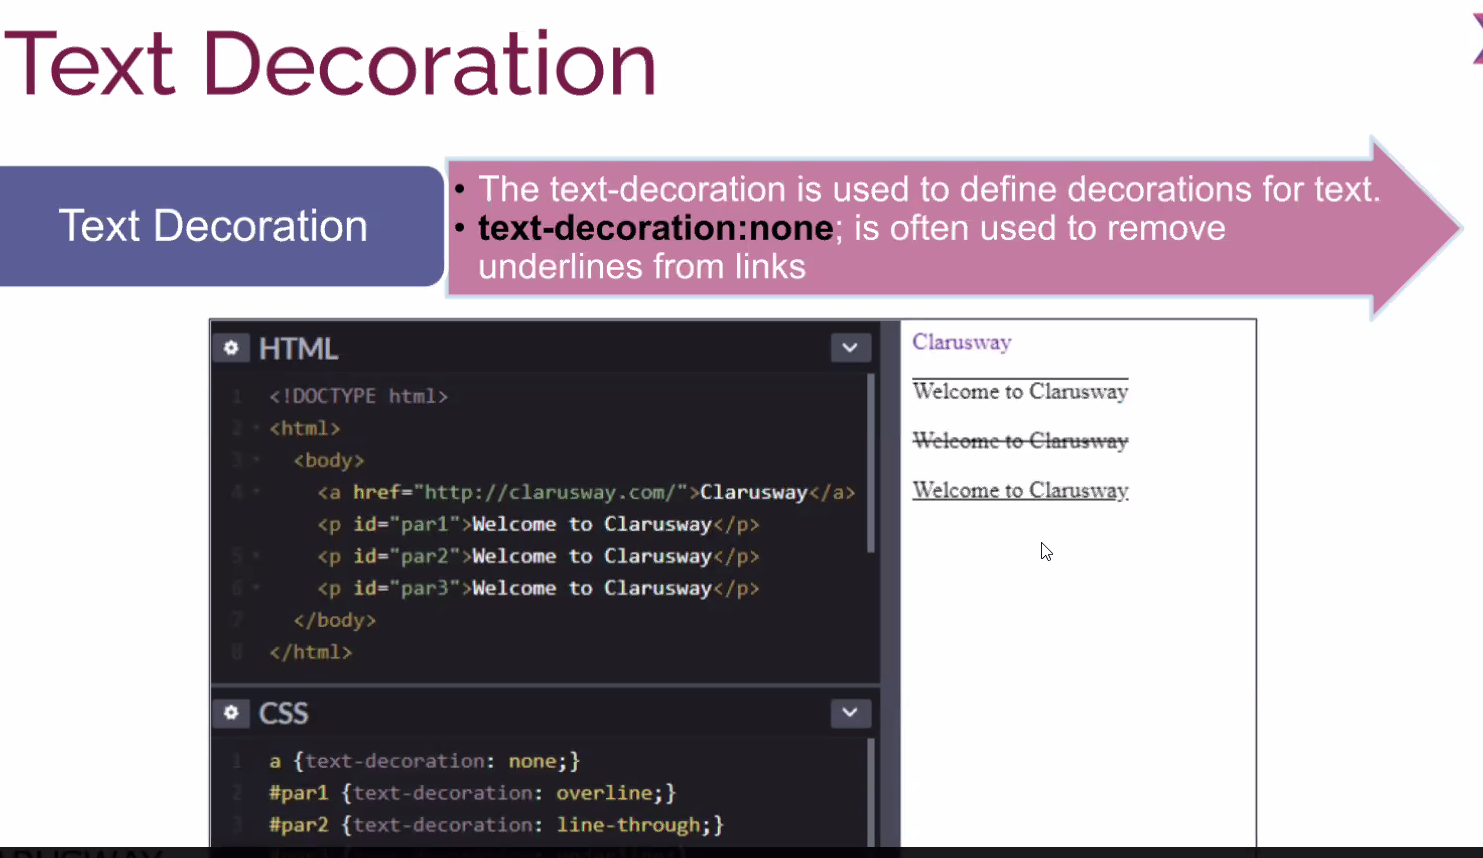 Text Decoration
Text Decoration
• The text-decoration is used to define decorations for text.
• text-decoration:none; is often used to remove
underlines from links
HTML
1 <!DOCTYPE html>
2 <html>
3 <body>
4 <a href="http://clarusway.com/">Clarusway</a>
<p id="par1">Welcome to Clarusway</p>
5 <p id="par2">Welcome to Clarusway</p>
6 <p id="par3">Welcome to Clarusway</p>
7 </body>
8 </html>
CSS
1 a {text-decoration: none;}
2 #par1 {text-decoration: overline;}
3 #par2 {text-decoration: line-through;}
Clarusway
Welcome to Clarusway
Welcome to Clarusway
Welcome to Clarusway